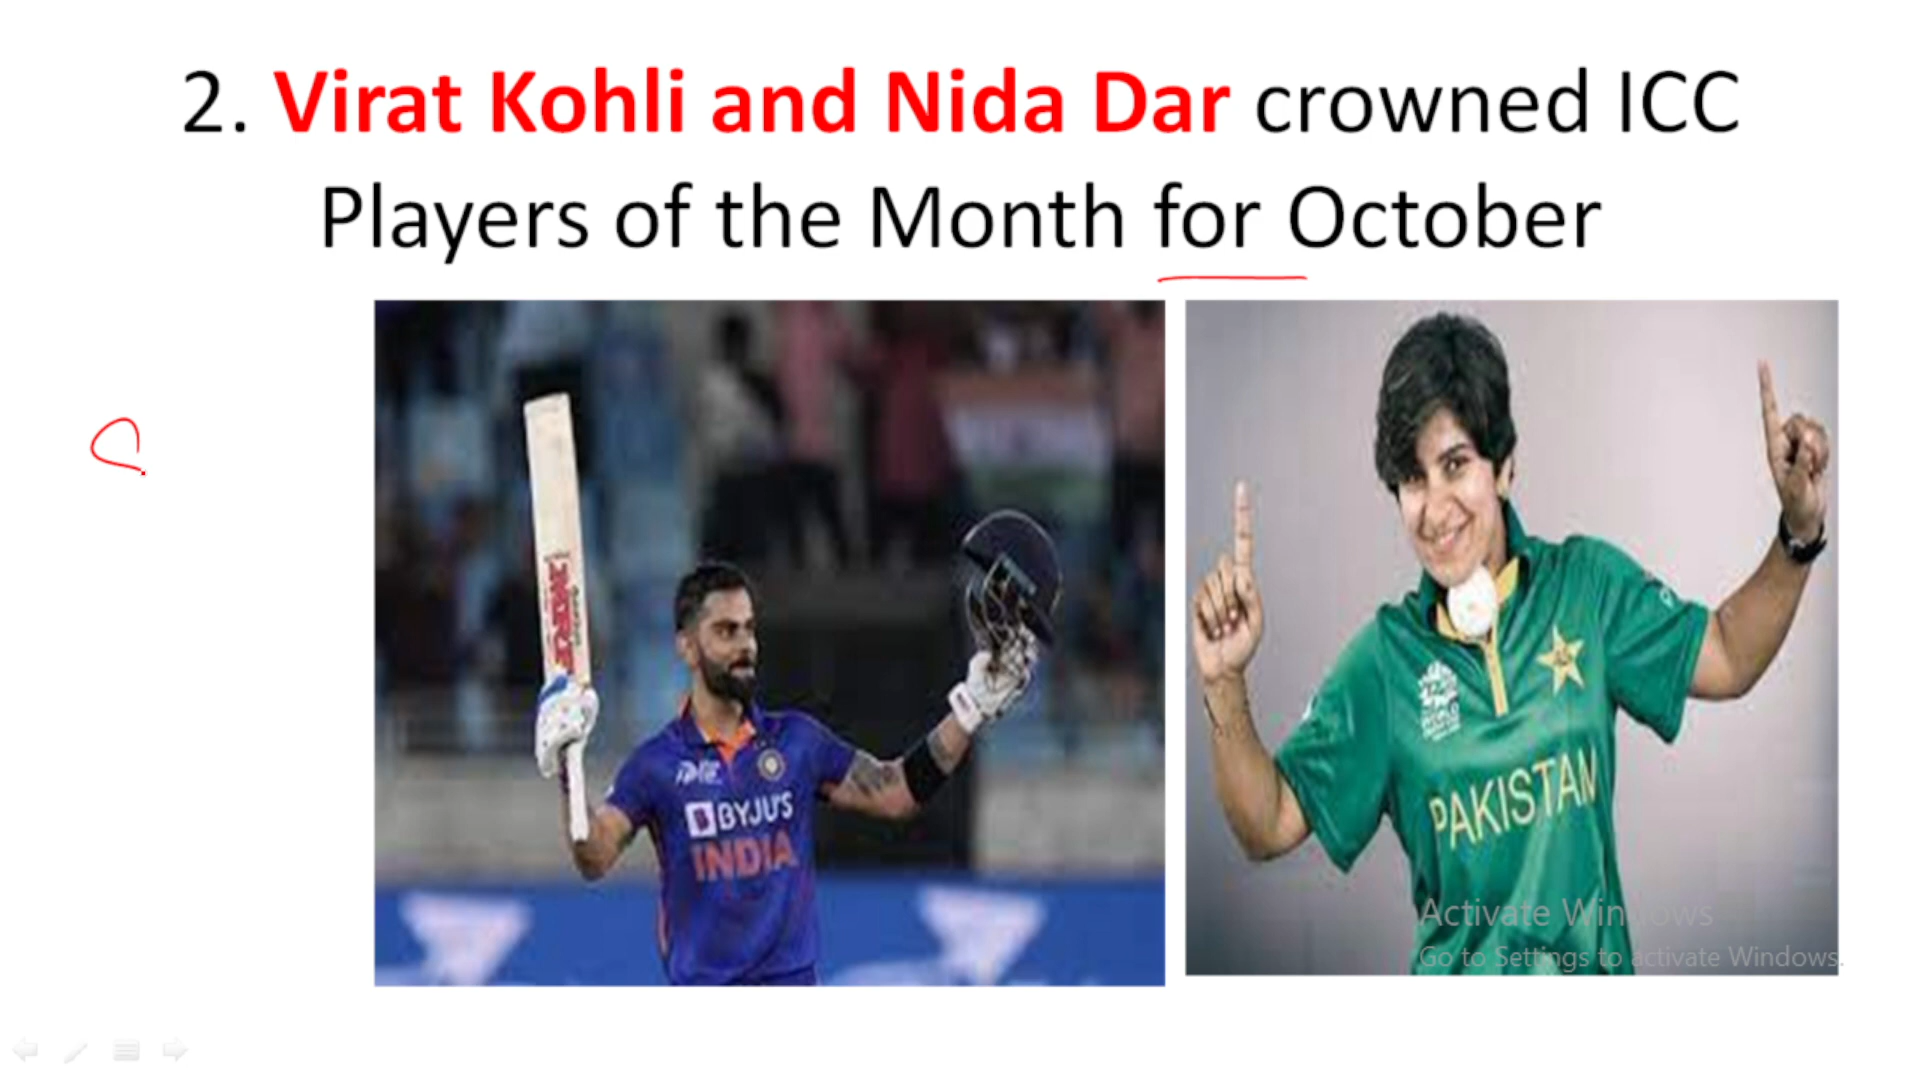 2. Virat Kohli and Nida Dar crowned ICC
Players of the Month for October
BYJU'S
INDIA
WORLD
PAKISTAN
Activate Windows
Go to Settings to activate Windows.